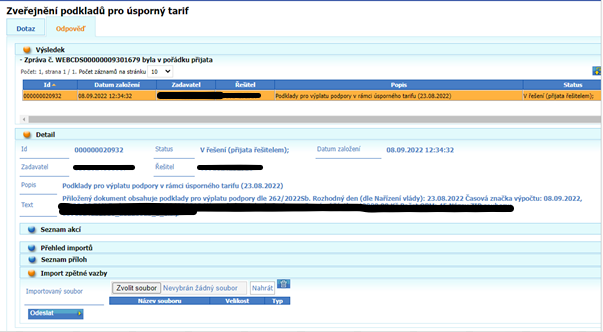 Zveřejnění podkladů pro úsporný tarif
Dotaz Odpověď
Výsledek
- Zpráva č. WEBCDS00000009301679 byla v pořádku přijata
Počet: 1, strana 1 / 1. Počet záznamů na stránku 10
Id Datum založení Zadavatel Řešitel Popis Status
000000020932 08.09.2022 12:34:32 Podklady pro výplatu podpory v rámci úsporného tarifu (23.08.2022) V řešení (přijata řešitelem);
Detail
Id 000000020932 Status V řešení (přijata řešitelem); Datum založení 08.09.2022 12:34:32
Zadavatel Řešitel
Popis Podklady pro výplatu podpory v rámci úsporného tarifu (23.08.2022)
Text Přiložený dokument obsahuje podklady pro výplatu podpory dle 262/2022Sb. Rozhodný den (dle Nařízení vlády): 23.08.2022 Časová značka výpočtu: 08.09.2022,
Seznam akcí
Přehled importů
Seznam příloh
Import zpětné vazby
Importovaný soubor Zvolit soubor Nevybrán žádný soubor Nahrát
Název souboru Velikost Typ
Odeslat